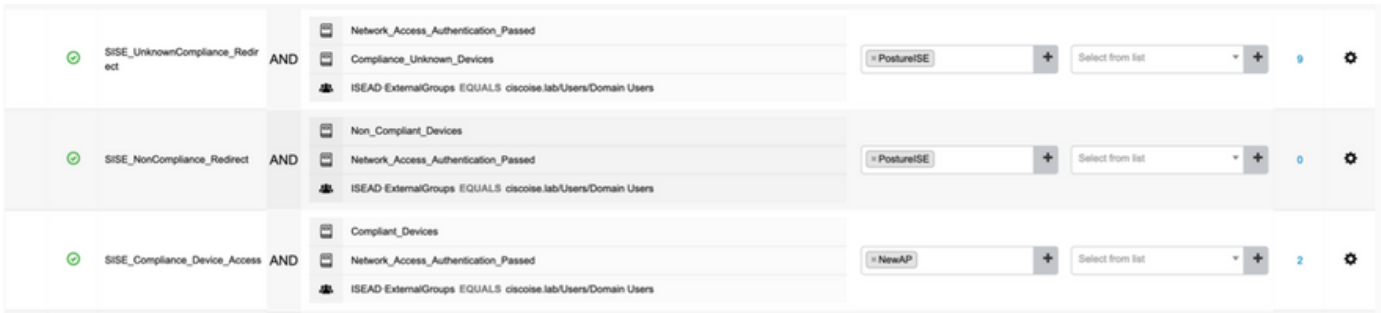 Network_Access_Authentication_Passed
SISE_UnknownCompliance_Redir
ect
AND
Compliance_Unknown_Devices
× PostureISE
+
Select from list
+
9
ISEAD·ExternalGroups EQUALS ciscoise.lab/Users/Domain Users
Non_Compliant_Devices
SISE_NonCompliance_Redirect
AND
Network_Access_Authentication_Passed
× PostureISE
+
Select from list
+
0
ISEAD·ExternalGroups EQUALS ciscoise.lab/Users/Domain Users
Compliant_Devices
SISE_Compliance_Device_Access
AND
Network_Access_Authentication_Passed
× NewAP
+
Select from list
+
2
ISEAD·ExternalGroups EQUALS ciscoise.lab/Users/Domain Users